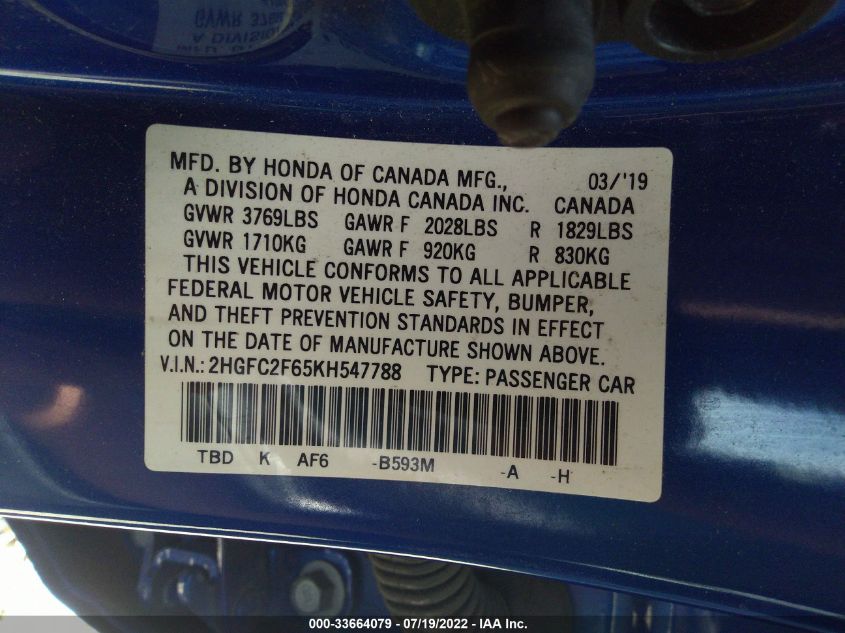 MFD. BY HONDA OF CANADA MFG., 03/'19
A DIVISION OF HONDA CANADA INC. CANADA
GVWR 3769LBS GAWR F 2028LBS R 1829LBS
GVWR 1710KG GAWR F 920KG R 830KG
THIS VEHICLE CONFORMS TO ALL APPLICABLE
FEDERAL MOTOR VEHICLE SAFETY, BUMPER,
AND THEFT PREVENTION STANDARDS IN EFFECT
ON THE DATE OF MANUFACTURE SHOWN ABOVE.
V.I.N.: 2HGFC2F65KH547788 TYPE: PASSENGER CAR
TBD K AF6 -B593M -A -H
000-33664079 / 07/19/2022 - IAA Inc.